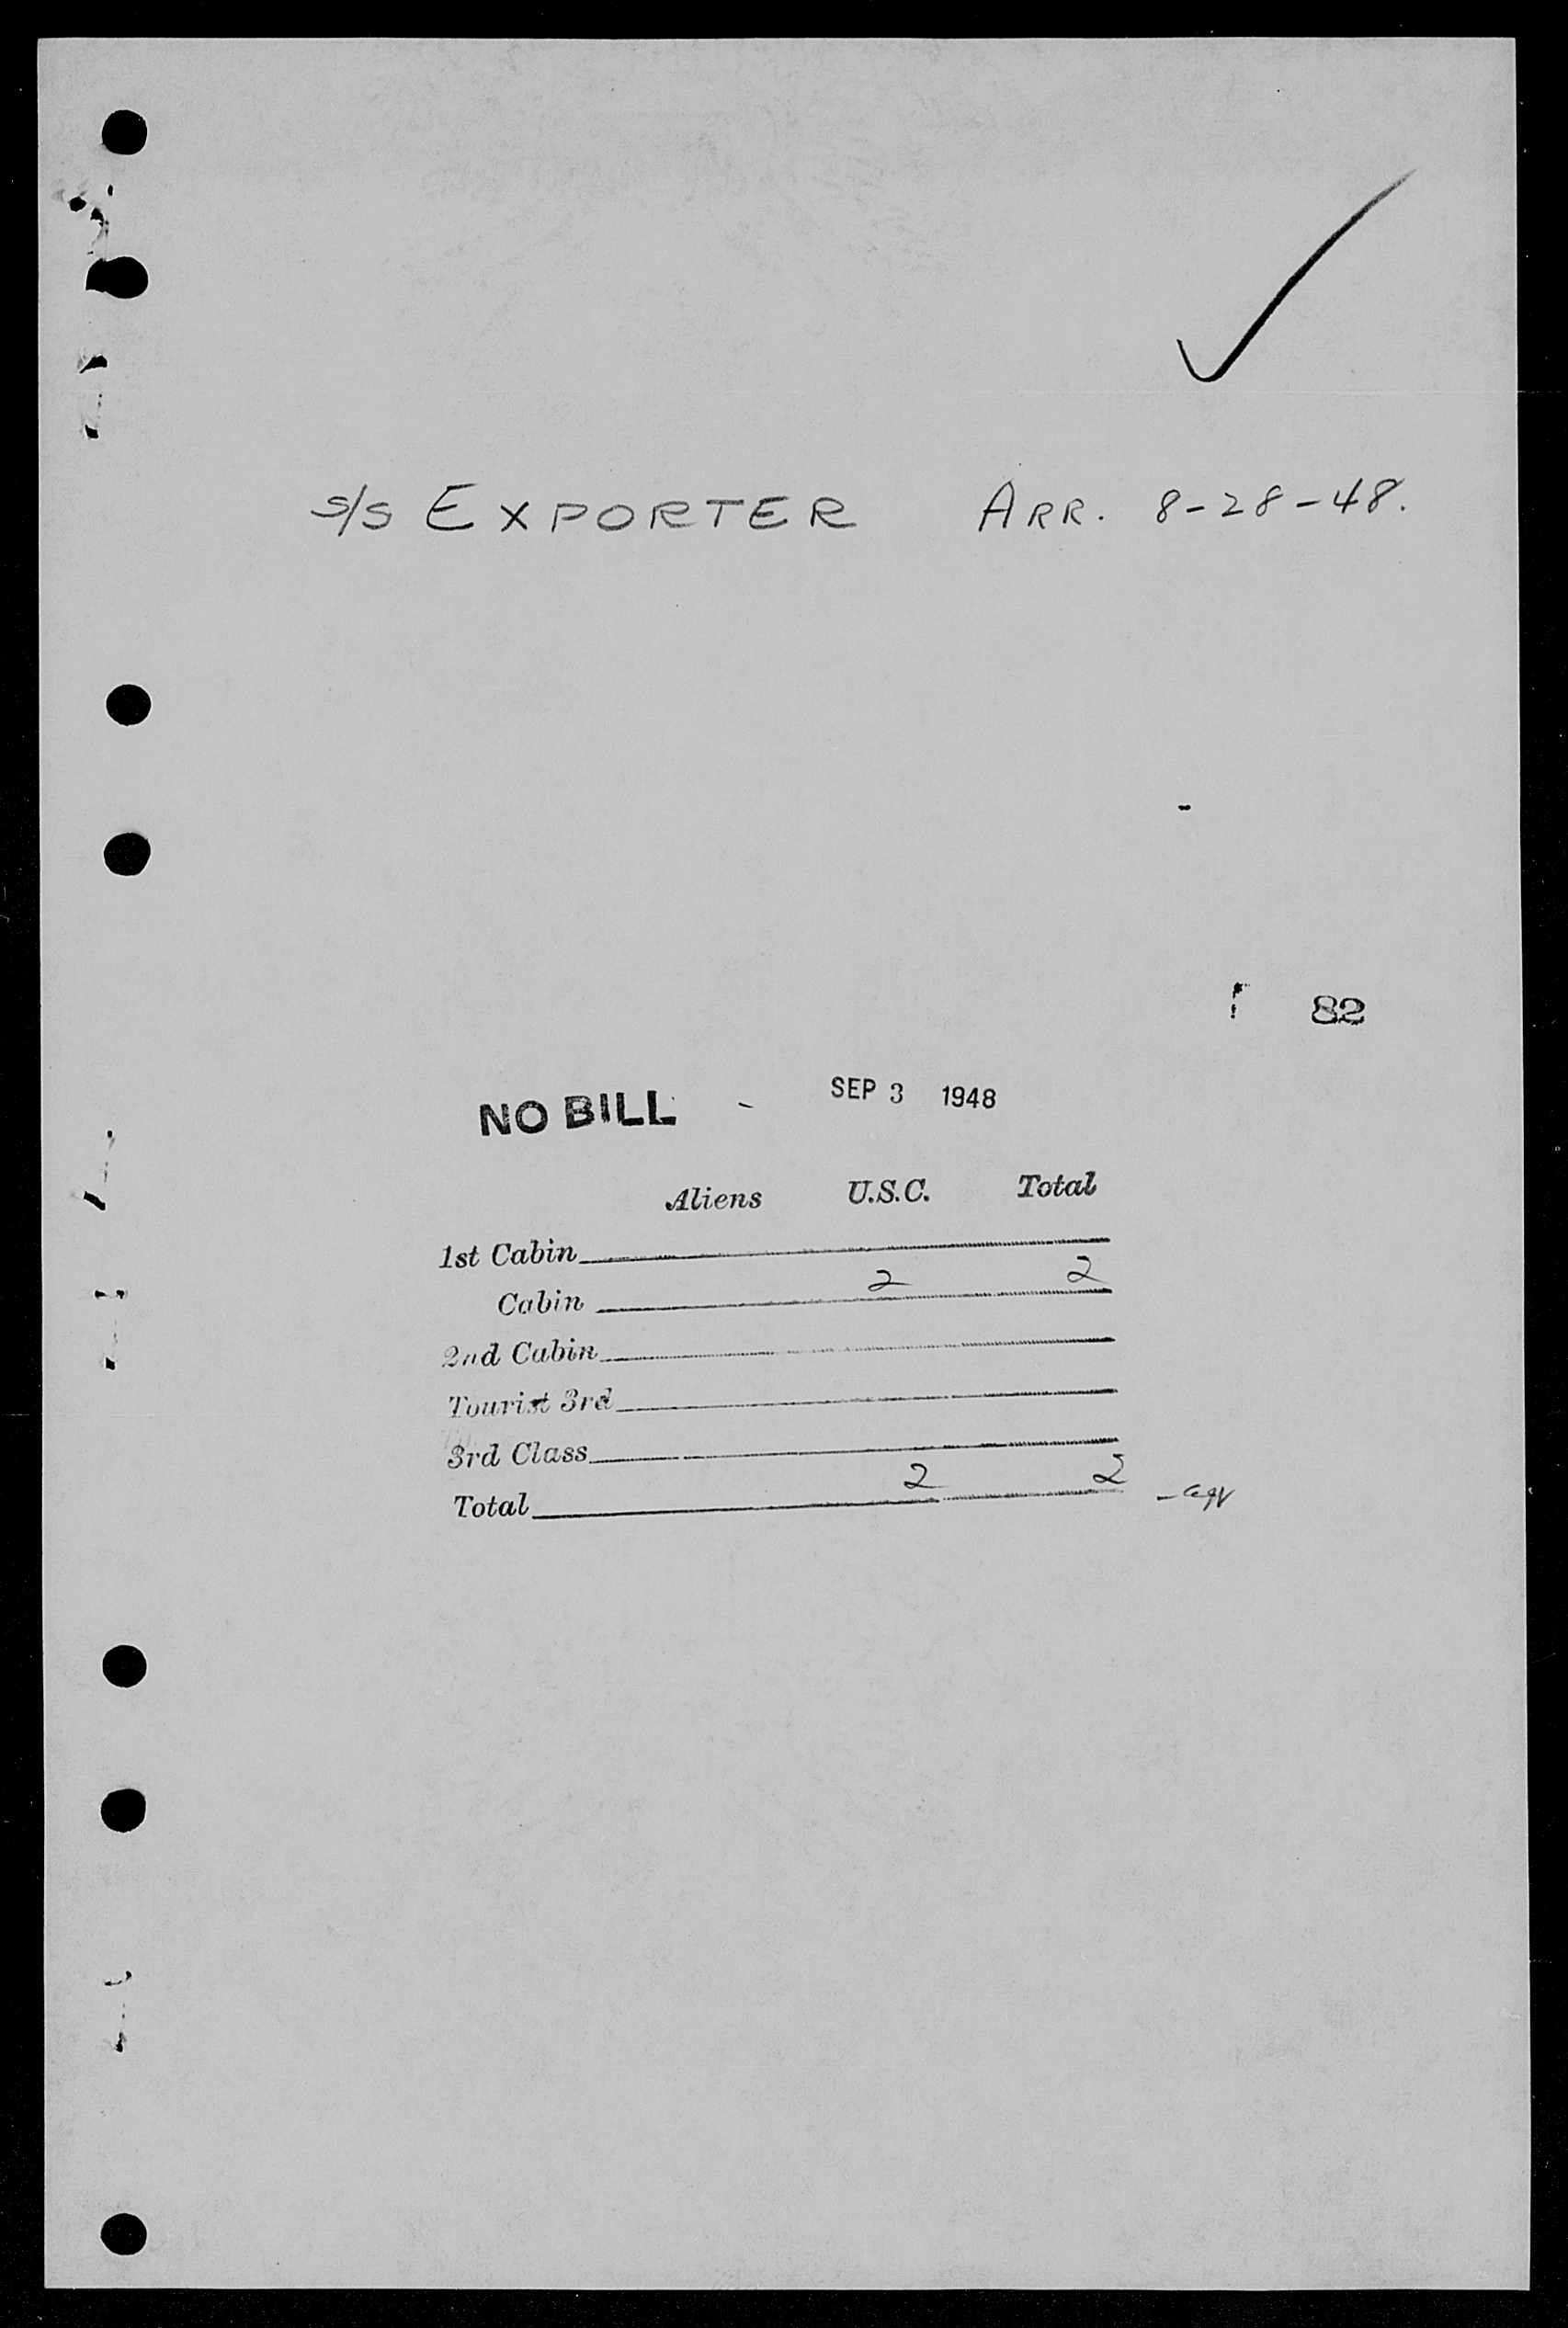 S/S EXPORTER ARR. 8-28-48.
82
NO BILL - SEP 3 1948
Aliens U.S.C. Total
1st Cabin
Cabin 2 2
2nd Cabin
Tourist 3rd
3rd Class
Total 2 2